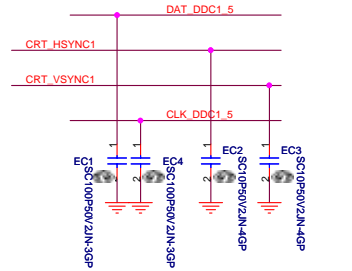 DAT_DDC1_5
CRT_HSYNC1
CRT_VSYNC1
CLK_DDC1_5
1
2
EC1
SC100P50V2JN-3GP
1
2
EC4
SC100P50V2JN-3GP
1
2
EC2
SC10P50V2JN-4GP
1
2
EC3
SC10P50V2JN-4GP